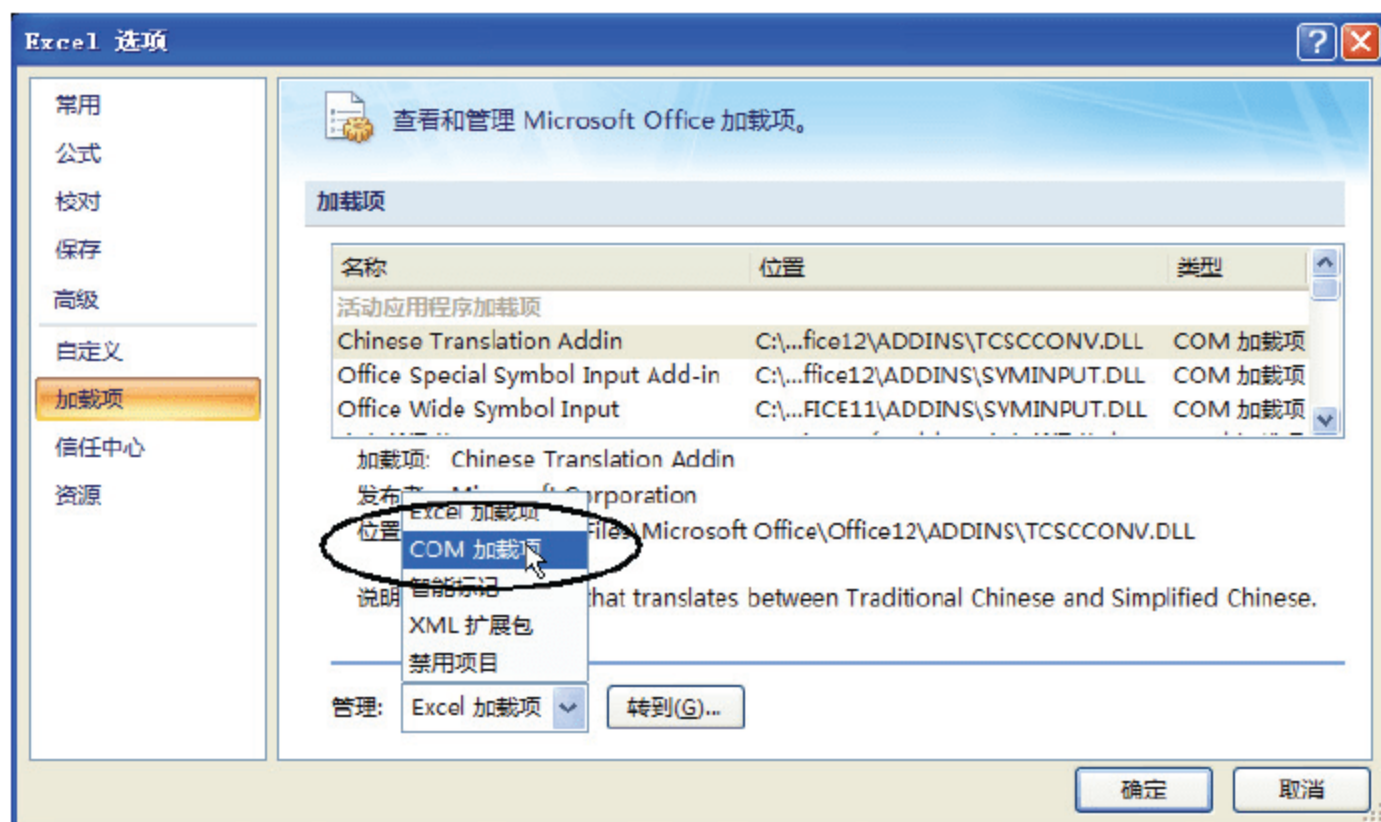 Excel 选项
常用
公式
校对
保存
高级
自定义
加载项
信任中心
资源
查看和管理 Microsoft Office 加载项。
加载项
名称 位置 类型
活动应用程序加载项
Chinese Translation Addin C:\...fice12\ADDINS\TCSCCONV.DLL COM 加载项
Office Special Symbol Input Add-in C:\...ffice12\ADDINS\SYMINPUT.DLL COM 加载项
Office Wide Symbol Input C:\...FICE11\ADDINS\SYMINPUT.DLL COM 加载项
加载项: Chinese Translation Addin
发布者: Microsoft Corporation
位置 Files\Microsoft Office\Office12\ADDINS\TCSCCONV.DLL
说明 that translates between Traditional Chinese and Simplified Chinese.
Excel 加载项
COM 加载项
智能标记
XML 扩展包
禁用项目
管理: Excel 加载项 转到(G)...
确定 取消